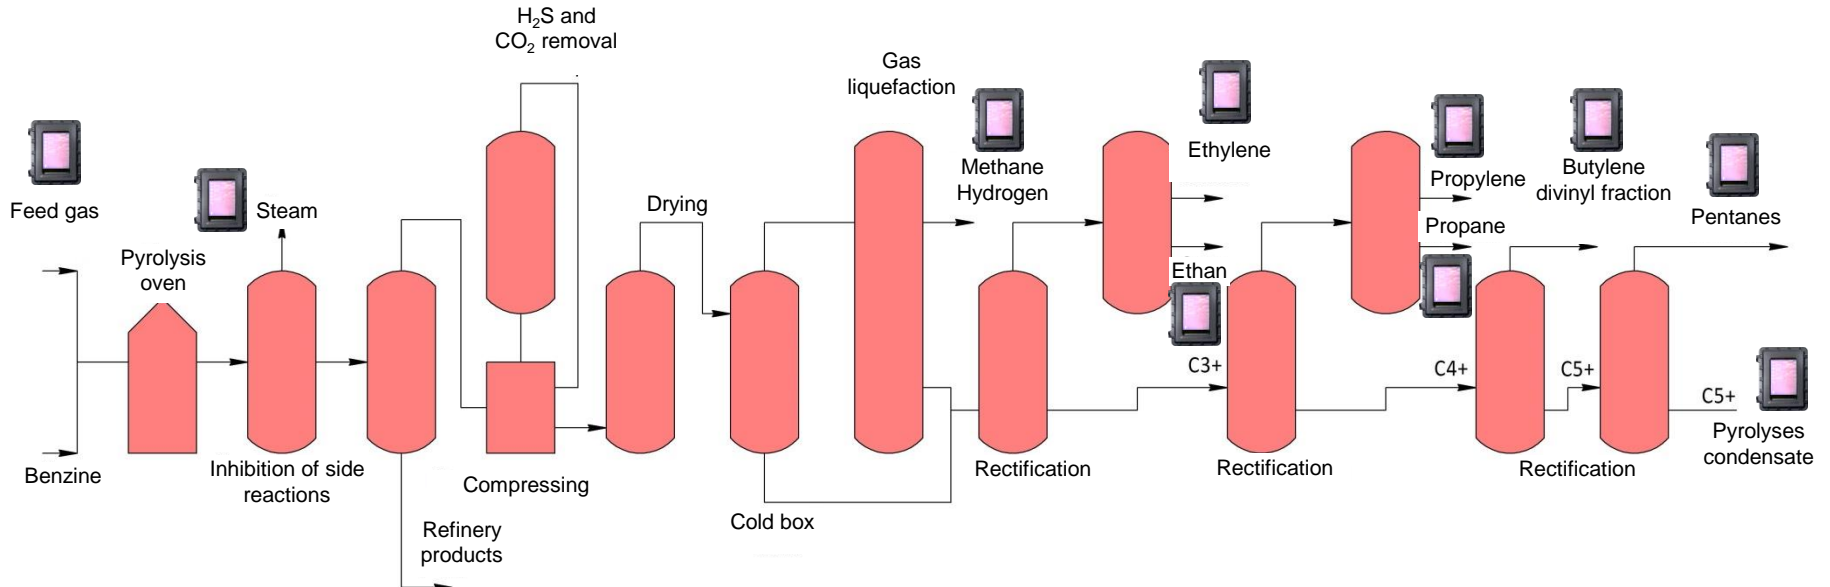 H₂S and
CO₂ removal
Gas
liquefaction
Feed gas
Steam
Drying
Methane
Hydrogen
Ethylene
Propylene
Butylene
divinyl fraction
Pentanes
Propane
Pyrolysis
oven
Ethan
C3+
C4+
C5+
C5+
Benzine
Inhibition of side
reactions
Compressing
Rectification
Rectification
Rectification
Pyrolyses
condensate
Refinery
products
Cold box